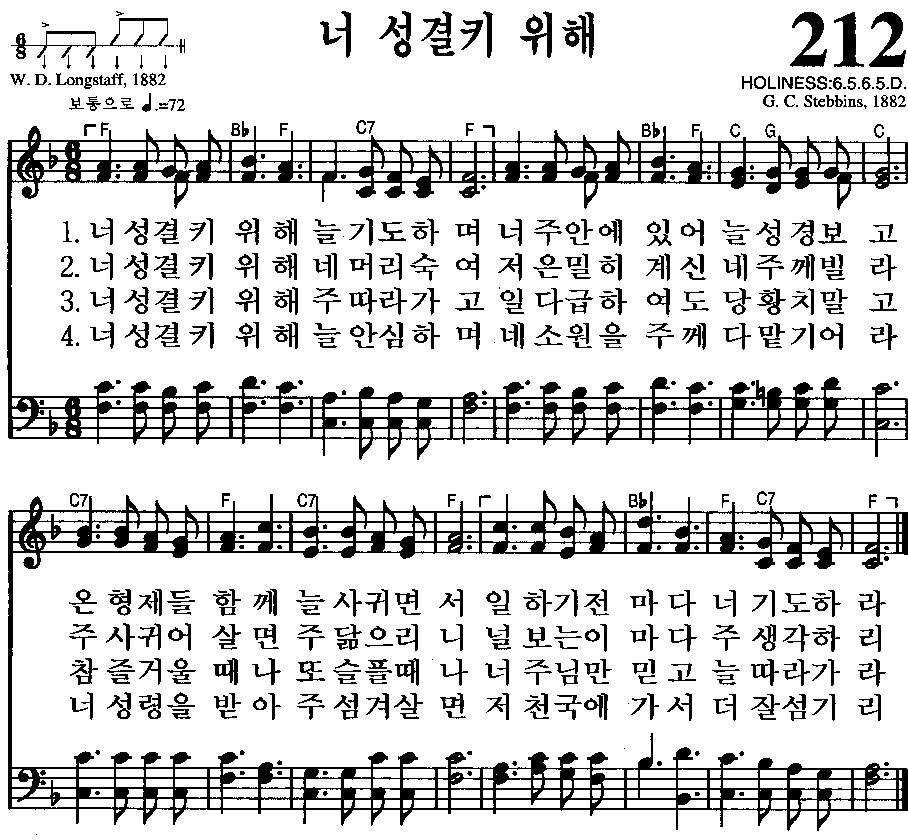 너 성결키 위해
212
W. D. Longstaff, 1882
HOLINESS:6.5.6.5.D.
보통으로 ♩.=72
G. C. Stebbins, 1882
F B♭ F C7 F B♭ F C G C
6/8
1. 너 성 결 키 위 해 늘 기 도 하 며 너 주 안 에 있 어 늘 성 경 보 고
2. 너 성 결 키 위 해 네 머 리 숙 여 저 은 밀 히 계 신 네 주 께 빌 라
3. 너 성 결 키 위 해 주 따 라 가 고 일 다 급 하 여 도 당 황 치 말 고
4. 너 성 결 키 위 해 늘 안 심 하 며 네 소 원 을 주 께 다 맡 기 어 라
6/8
C7 F C7 F B♭ F C7 F
온 형 제 들 함 께 늘 사 귀 면 서 일 하 기 전 마 다 너 기 도 하 라
주 사 귀 어 살 면 주 닮 으 리 니 널 보 는 이 마 다 주 생 각 하 리
참 즐 거 울 때 나 또 슬 플 때 나 너 주 님 만 믿 고 늘 따 라 가 라
너 성 령 을 받 아 주 섬 겨 살 면 저 천 국 에 가 서 더 잘 섬 기 리